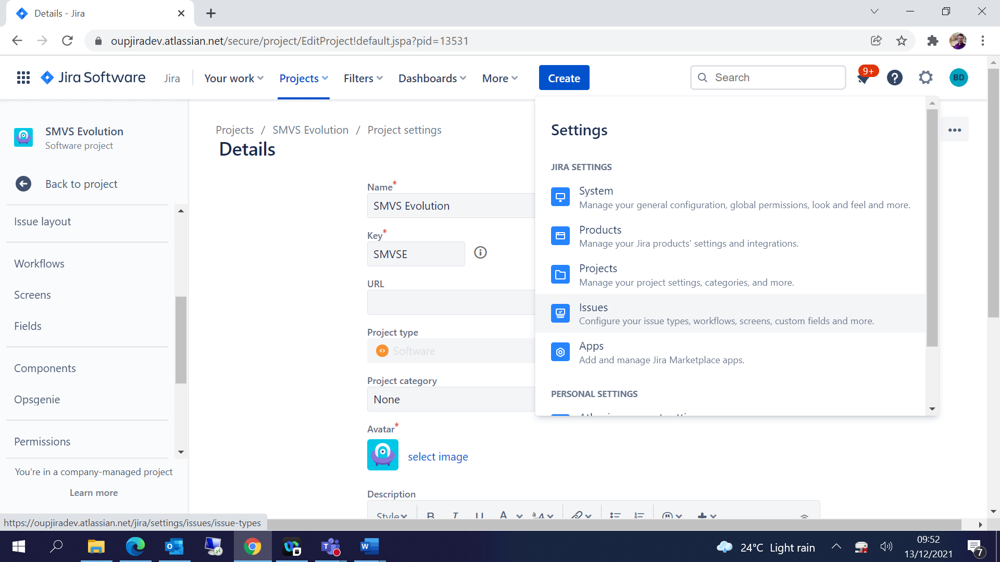 Details - Jira
oupjiradev.atlassian.net/secure/project/EditProject!default.jspa?pid=13531
Jira Software
Jira
Your work
Projects
Filters
Dashboards
More
Create
Search
9+
BD
SMVS Evolution
Software project
Back to project
Issue layout
Workflows
Screens
Fields
Components
Opsgenie
Permissions
You're in a company-managed project
Learn more
Projects / SMVS Evolution / Project settings
Details
Name*
SMVS Evolution
Key*
SMVSE
URL
Project type
Software
Project category
None
Avatar*
select image
Description
Style
Settings
JIRA SETTINGS
System
Manage your general configuration, global permissions, look and feel and more.
Products
Manage your Jira products' settings and integrations.
Projects
Manage your project settings, categories, and more.
Issues
Configure your issue types, workflows, screens, custom fields and more.
Apps
Add and manage Jira Marketplace apps.
PERSONAL SETTINGS
https://oupjiradev.atlassian.net/jira/settings/issues/issue-types
24°C Light rain
09:52
13/12/2021
7